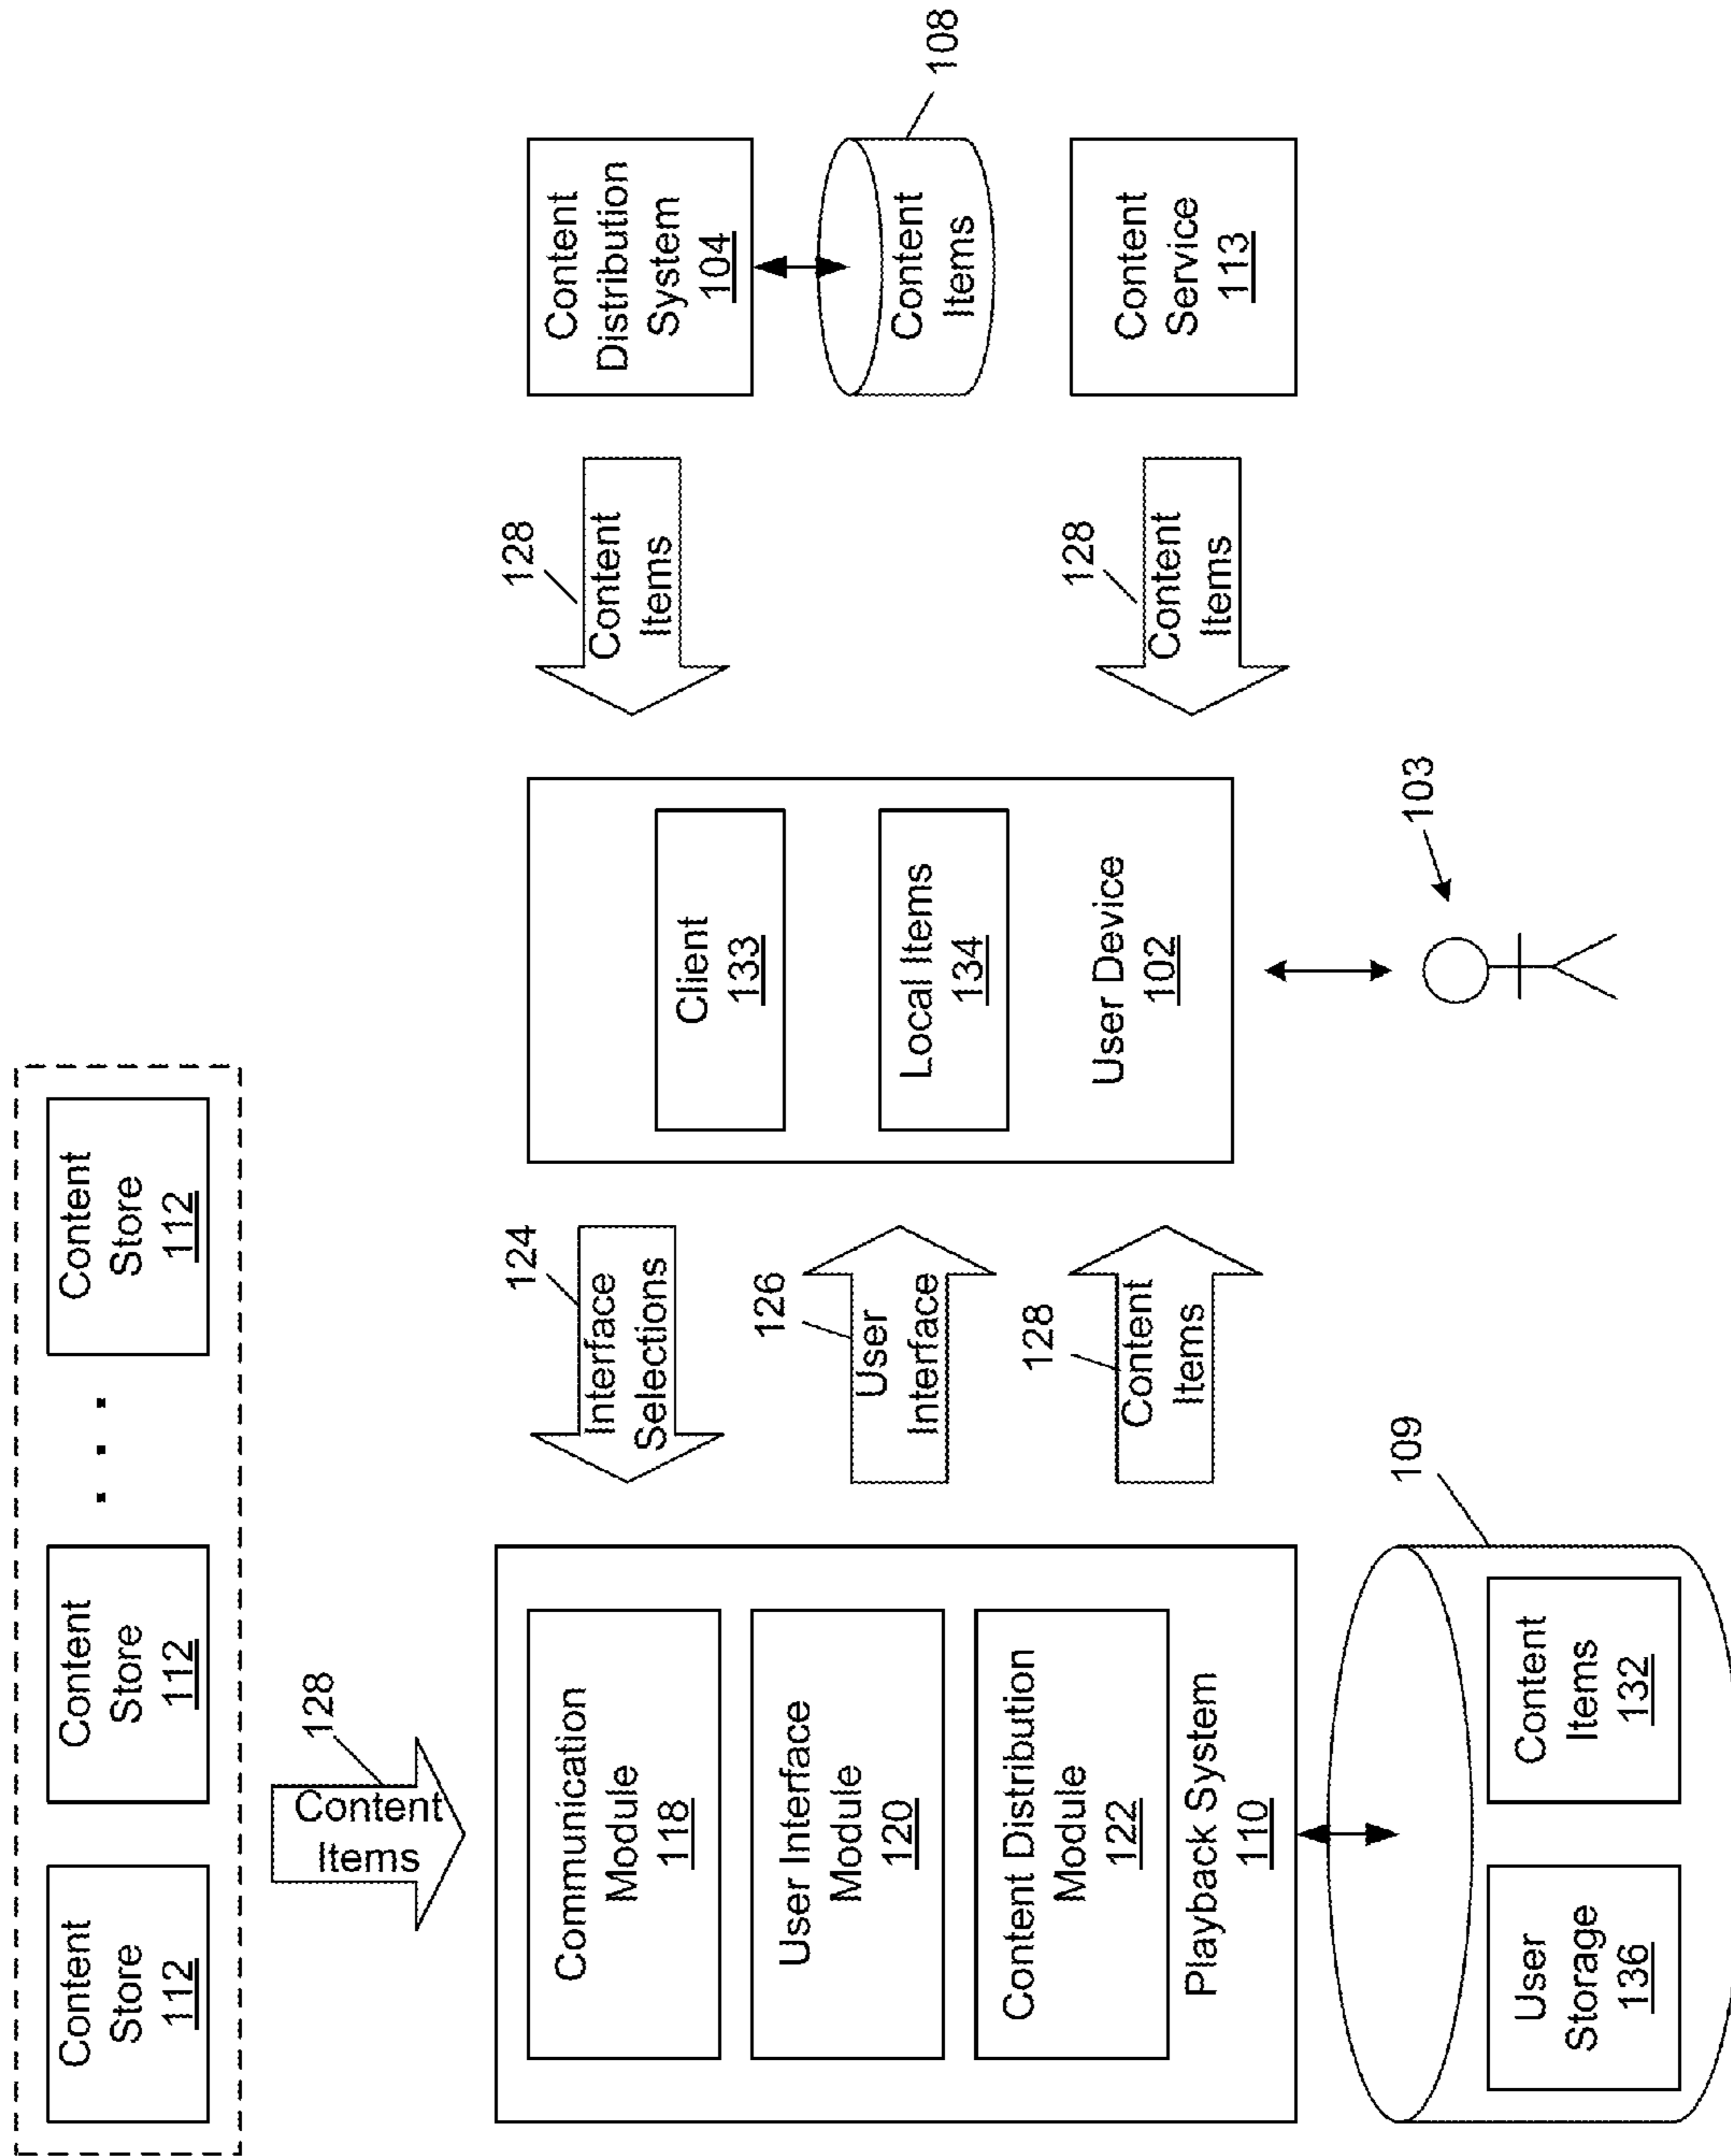 Content
Store
112
Content
Store
112
. . .
Content
Store
112
128
Content
Items
Communication
Module
118
User Interface
Module
120
Content Distribution
Module
122
Playback System
110
109
User
Storage
136
Content
Items
132
124
Interface
Selections
126
User
Interface
128
Content
Items
Client
133
Local Items
134
User Device
102
103
128
Content
Items
128
Content
Items
Content
Distribution
System
104
Content
Items
108
Content
Service
113